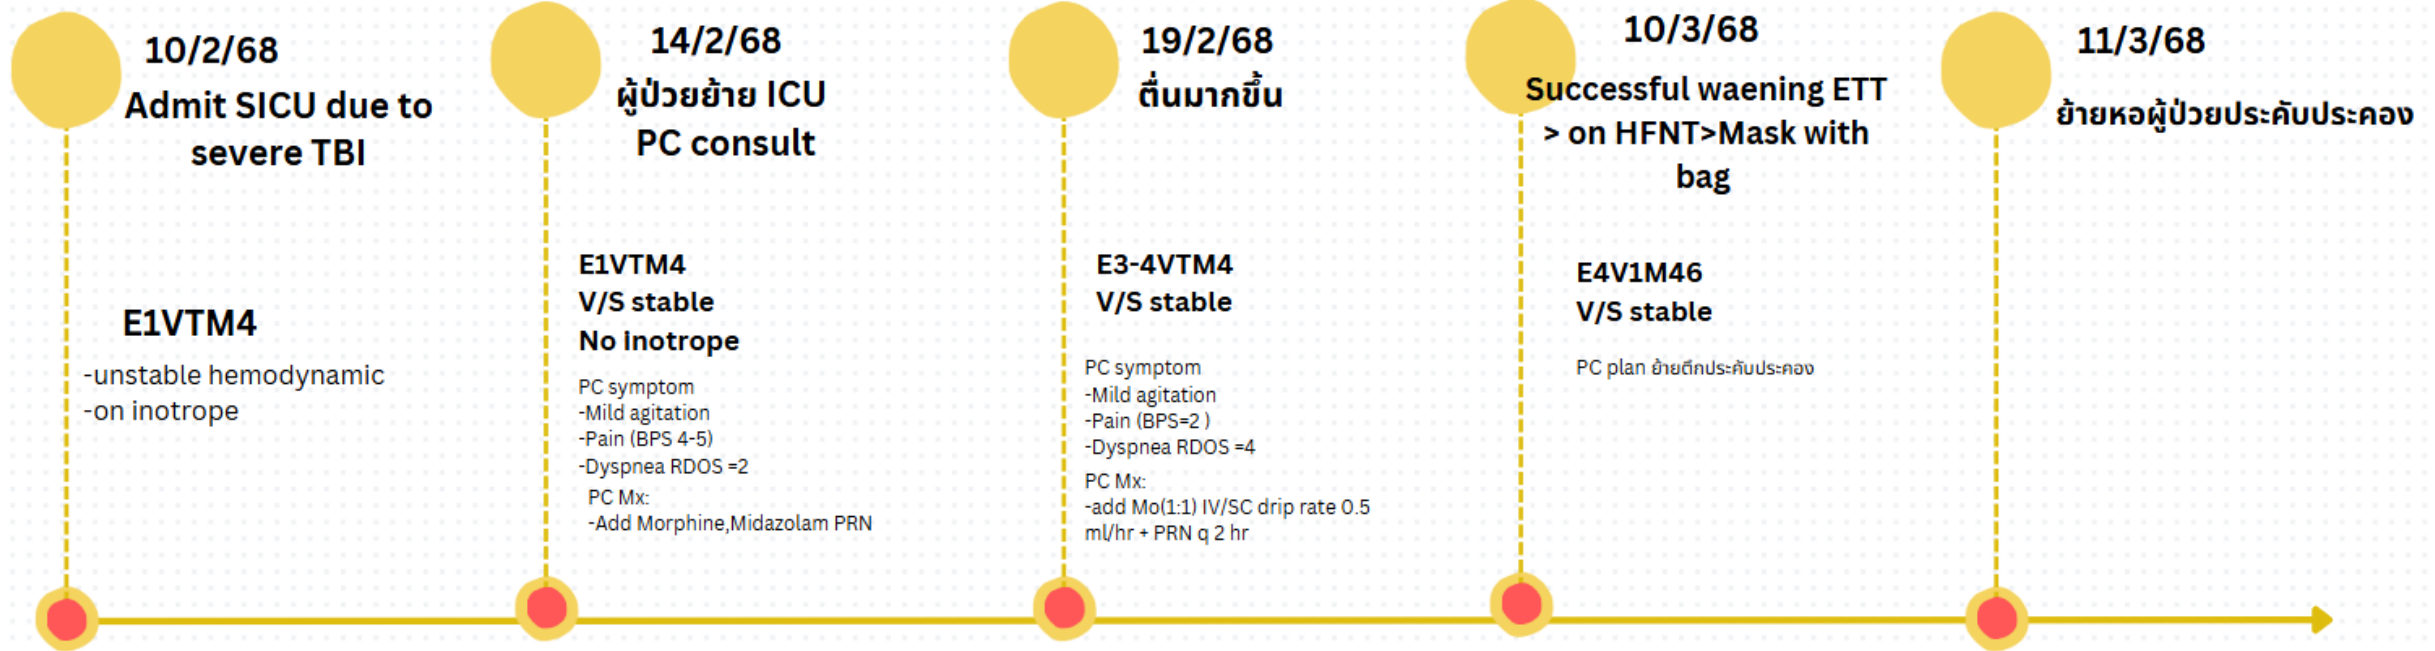 10/2/68
Admit SICU due to
severe TBI
E1VTM4
-unstable hemodynamic
-on inotrope
14/2/68
ผู้ป่วยย้าย ICU
PC consult
E1VTM4
V/S stable
No inotrope
PC symptom
-Mild agitation
-Pain (BPS 4-5)
-Dyspnea RDOS =2
PC Mx:
-Add Morphine,Midazolam PRN
19/2/68
ตื่นมากขึ้น
E3-4VTM4
V/S stable
PC symptom
-Mild agitation
-Pain (BPS=2 )
-Dyspnea RDOS =4
PC Mx:
-add Mo(1:1) IV/SC drip rate 0.5
ml/hr + PRN q 2 hr
10/3/68
Successful waening ETT
> on HFNT>Mask with
bag
E4V1M46
V/S stable
PC plan ย้ายตึกประคับประคอง
11/3/68
ย้ายหอผู้ป่วยประคับประคอง